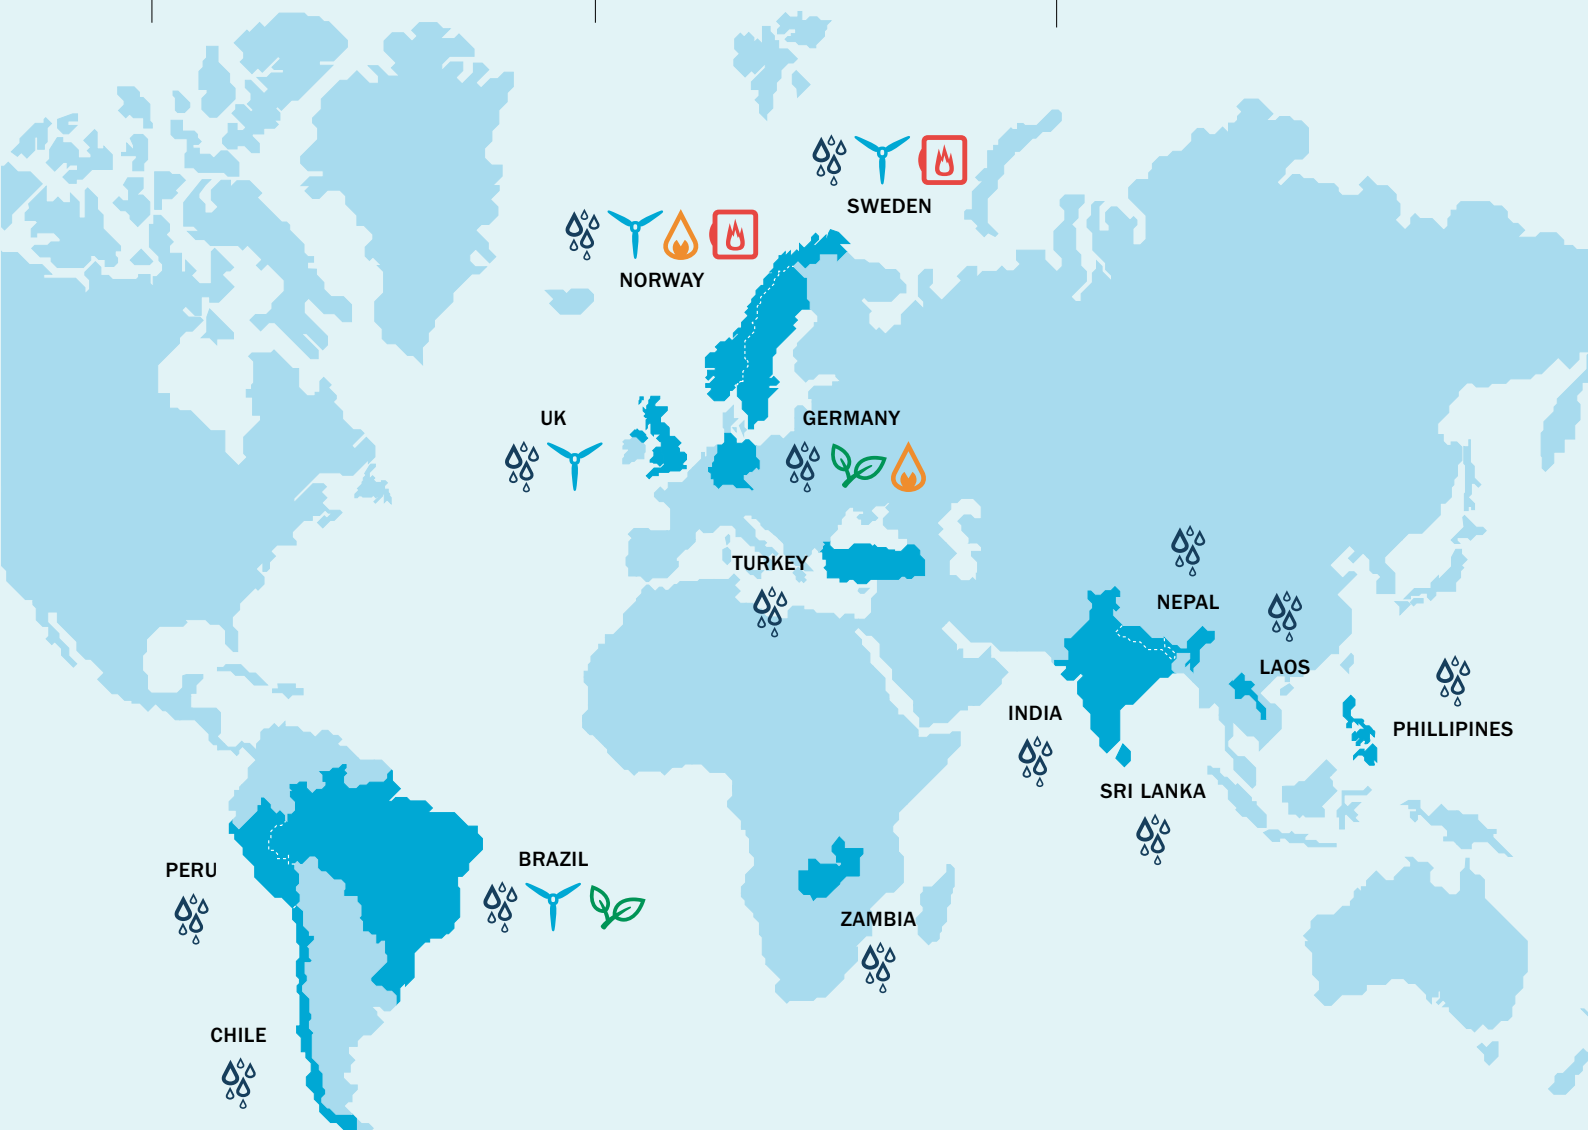 SWEDEN
NORWAY
UK
GERMANY
TURKEY
NEPAL
LAOS
INDIA
PHILLIPINES
SRI LANKA
BRAZIL
PERU
ZAMBIA
CHILE